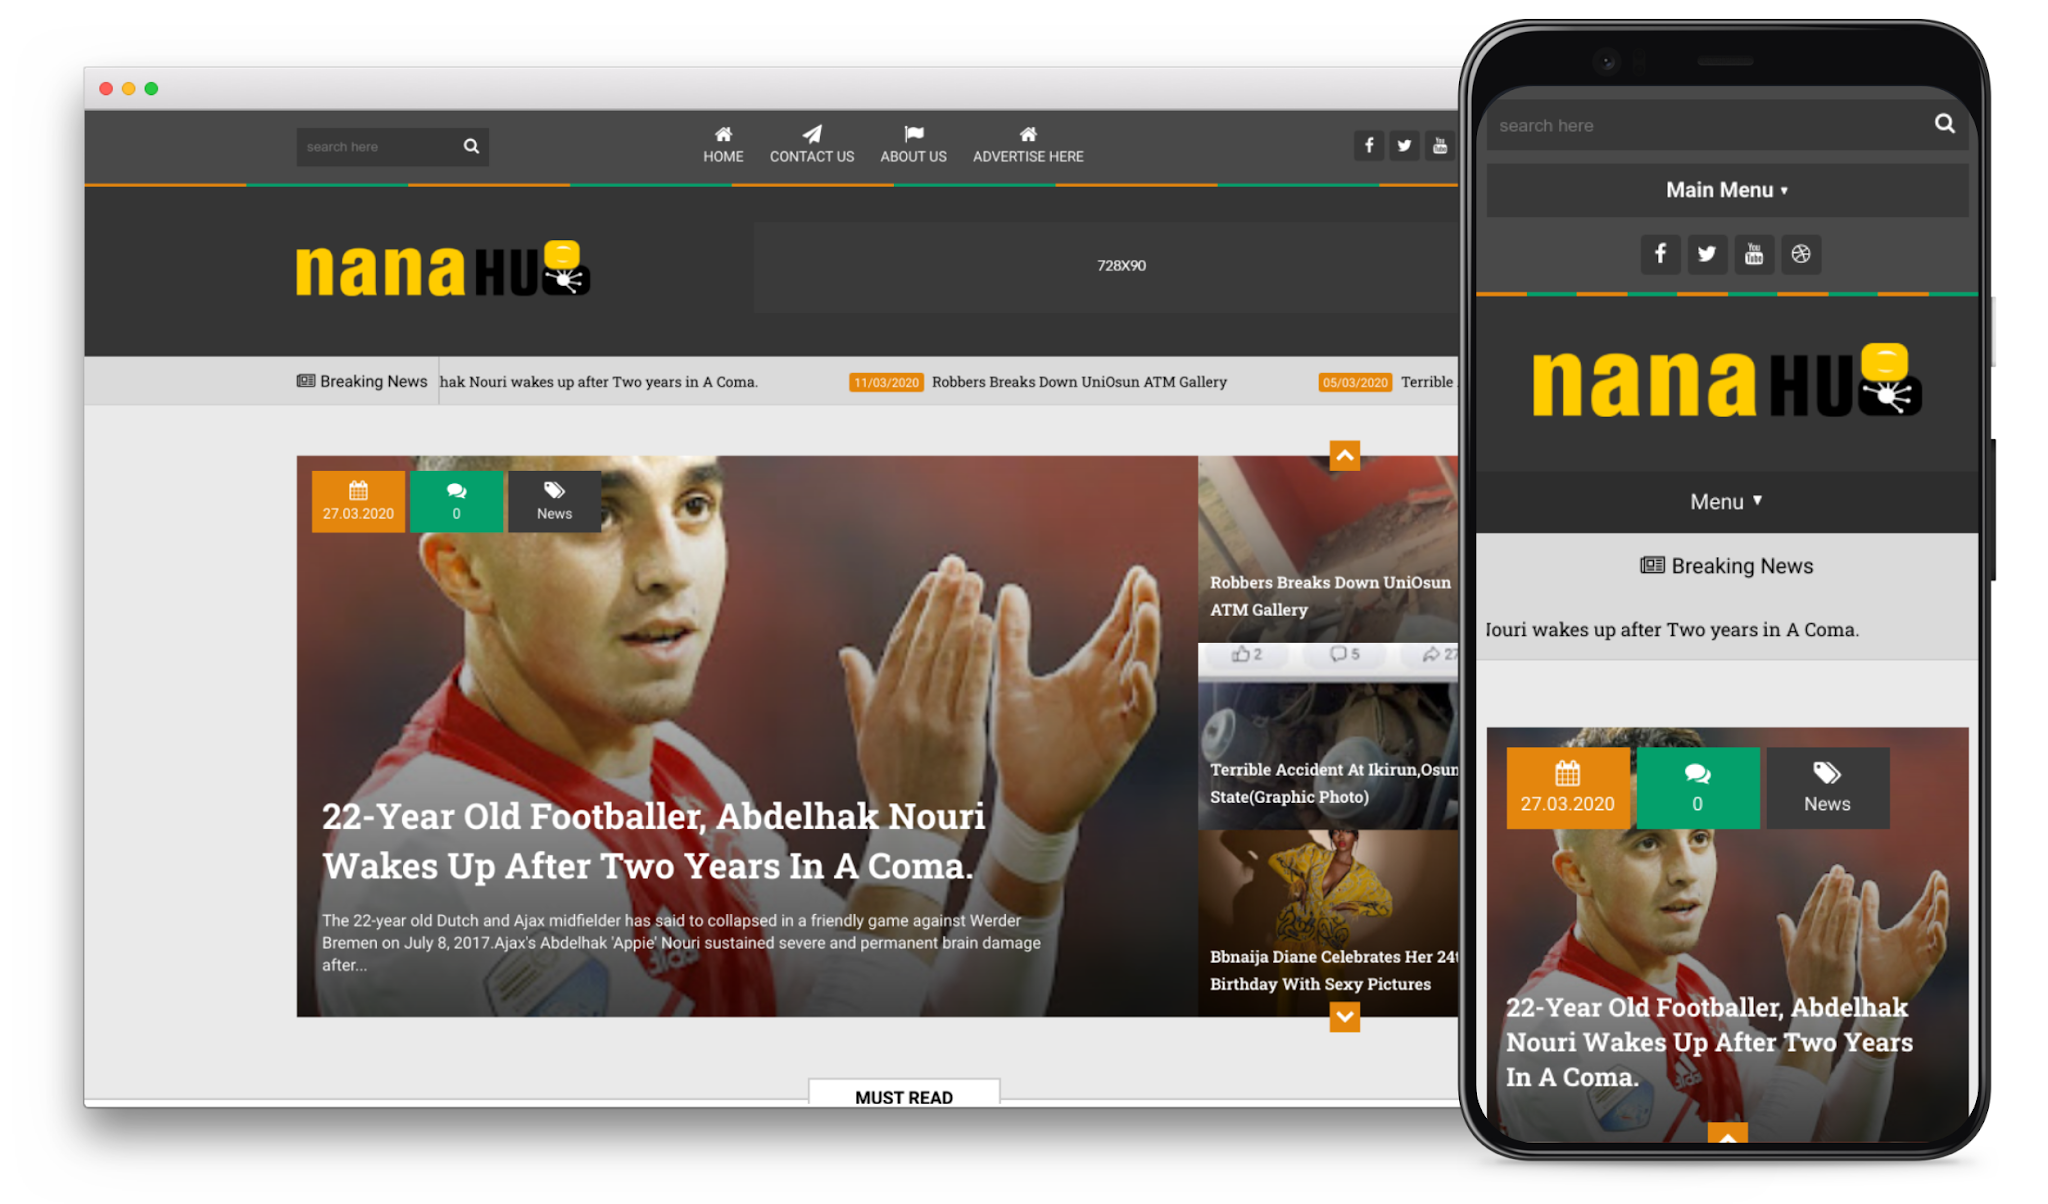 search here
HOME
CONTACT US
ABOUT US
ADVERTISE HERE
You
Tube
nana HUB
728X90
Breaking News
hak Nouri wakes up after Two years in A Coma.
11/03/2020 Robbers Breaks Down UniOsun ATM Gallery
05/03/2020 Terrible
27.03.2020
0
News
22-Year Old Footballer, Abdelhak Nouri
Wakes Up After Two Years In A Coma.
The 22-year old Dutch and Ajax midfielder has said to collapsed in a friendly game against Werder
Bremen on July 8, 2017.Ajax's Abdelhak 'Appie' Nouri sustained severe and permanent brain damage
after...
Robbers Breaks Down UniOsun
ATM Gallery
2
5
27
Terrible Accident At Ikirun,Osun
State(Graphic Photo)
Bbnaija Diane Celebrates Her 24t
Birthday With Sexy Pictures
MUST READ
search here
Main Menu ▾
You
Tube
nana HUB
Menu ▼
Breaking News
Nouri wakes up after Two years in A Coma.
27.03.2020
0
News
22-Year Old Footballer, Abdelhak
Nouri Wakes Up After Two Years
In A Coma.